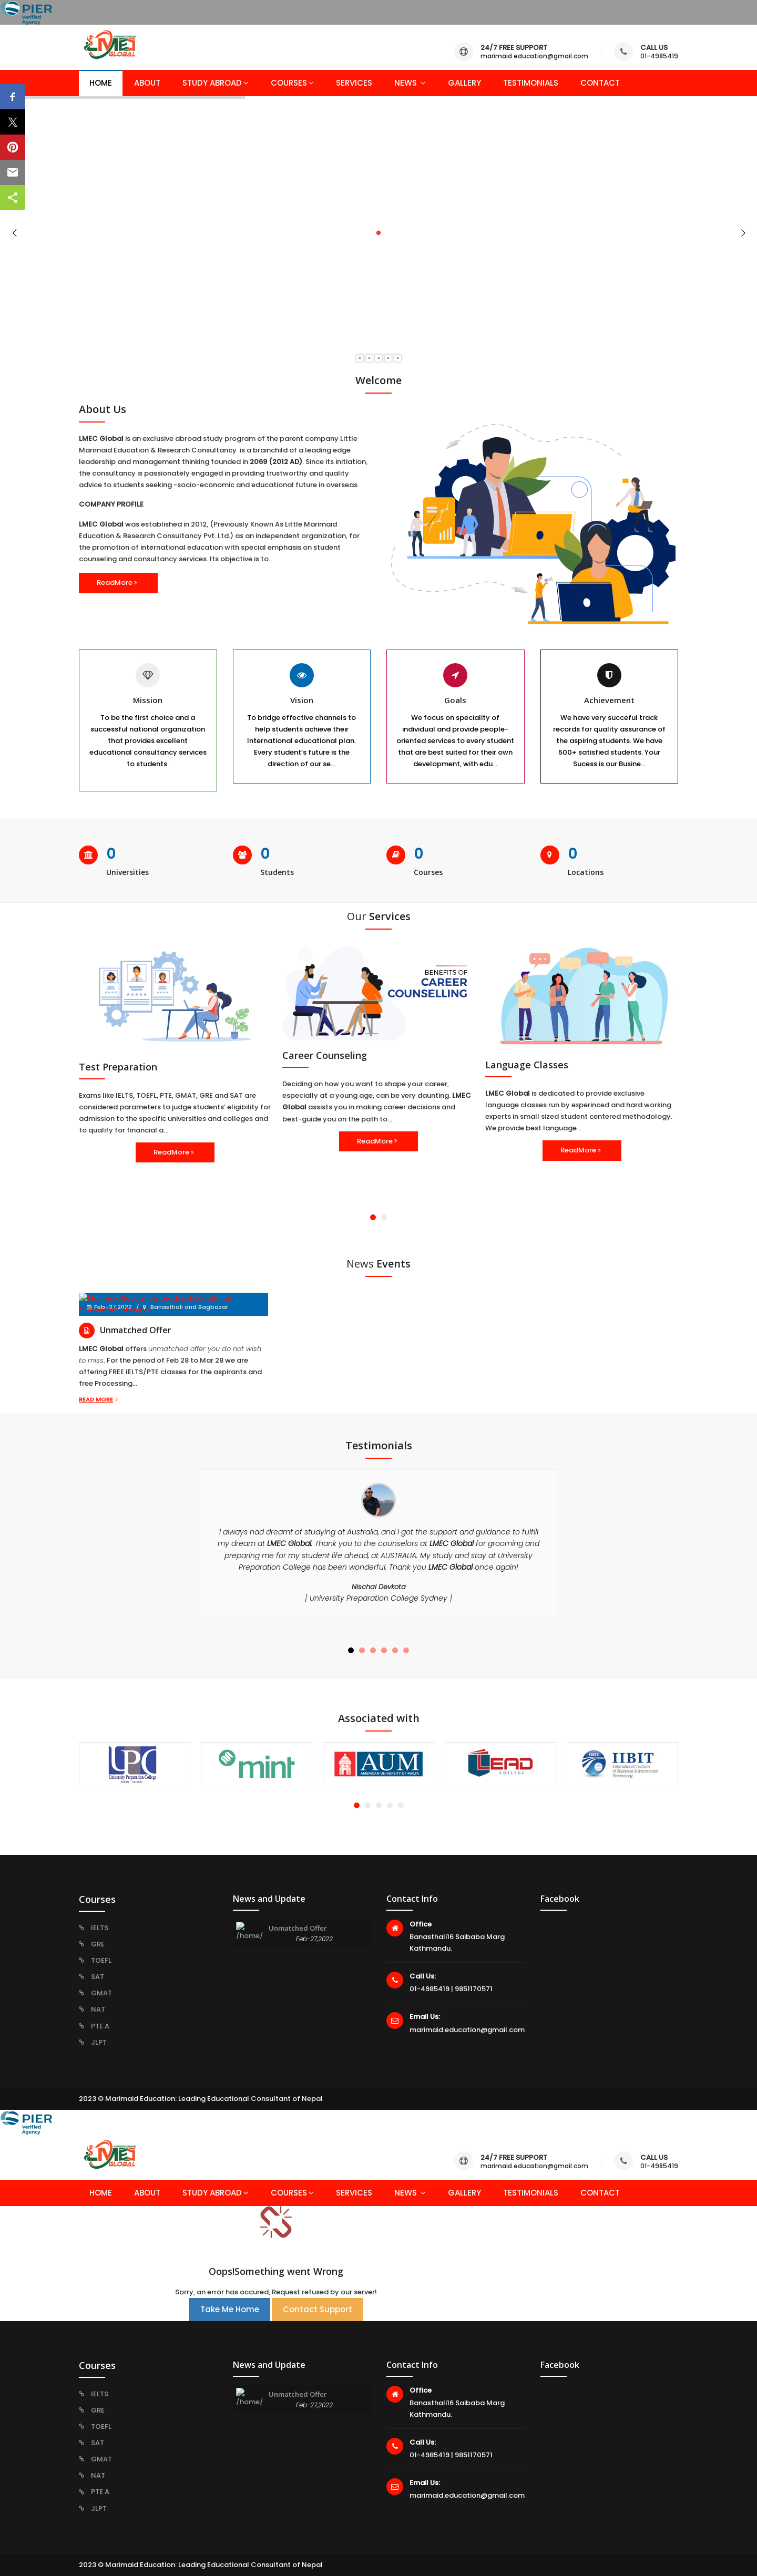 PIER
Verified
Agency
LMEC
GLOBAL
24/7 FREE SUPPORT
marimaid.education@gmail.com
CALL US
01-4985419
HOME
ABOUT
STUDY ABROAD
COURSES
SERVICES
NEWS
GALLERY
TESTIMONIALS
CONTACT
Welcome
About Us
LMEC Global is an exclusive abroad study program of the parent company Little
Marimaid Education & Research Consultancy is a brainchild of a leading edge
leadership and management thinking founded in 2069 (2012 AD). Since its initiation,
the consultancy is passionately engaged in providing trustworthy and quality
advice to students seeking -socio-economic and educational future in overseas.
COMPANY PROFILE
LMEC Global was established in 2012, (Previously Known As Little Marimaid
Education & Research Consultancy Pvt. Ltd.) as an independent organization, for
the promotion of international education with special emphasis on student
counseling and consultancy services. Its objective is to..
ReadMore »
Mission
To be the first choice and a
successful national organization
that provides excellent
educational consultancy services
to students.
Vision
To bridge effective channels to
help students achieve their
International educational plan.
Every student's future is the
direction of our se...
Goals
We focus on speciality of
individual and provide people-
oriented services to every student
that are best suited for their own
development, with edu...
Achievement
We have very succeful track
records for quality assurance of
the aspiring students. We have
500+ satisfied students. Your
Sucess is our Busine...
0
Universities
0
Students
0
Courses
0
Locations
Our Services
Test Preparation
Exams like IELTS, TOEFL, PTE, GMAT, GRE and SAT are
considered parameters to judge students' eligibility for
admission to the specific universities and colleges and
to qualify for financial a...
ReadMore »
BENEFITS OF
CAREER
COUNSELLING
Career Counseling
Deciding on how you want to shape your career,
especially at a young age, can be very daunting. LMEC
Global assists you in making career decisions and
best-guide you on the path to...
ReadMore »
Language Classes
LMEC Global is dedicated to provide exclusive
language classes run by experinced and hard working
experts in small sized student centered methodology.
We provide best language...
ReadMore »
News Events
Feb-27,2022 / Banasthali and Bagbazar
Unmatched Offer
LMEC Global offers unmatched offer you do not wish
to miss. For the period of Feb 28 to Mar 28 we are
offering FREE IELTS/PTE classes for the aspirants and
free Processing...
READ MORE
Testimonials
I always had dreamt of studying at Australia, and I got the support and guidance to fulfill
my dream at LMEC Global. Thank you to the counselors at LMEC Global for grooming and
preparing me for my student life ahead, at AUSTRALIA. My study and stay at University
Preparation College has been wonderful. Thank you LMEC Global once again!
Nischal Devkota
[ University Preparation College Sydney ]
Associated with
UPC
University Preparation College
mint
AUM
AMERICAN UNIVERSITY OF MALTA
LEAD
COLLEGE
IIBIT
International Institute
of Business & Information
Technology
Courses
IELTS
GRE
TOEFL
SAT
GMAT
NAT
PTE A
JLPT
News and Update
/home/
Unmatched Offer
Feb-27,2022
Contact Info
Office
Banasthali16 Saibaba Marg
Kathmandu.
Call Us:
01-4985419 | 9851170571
Email Us:
marimaid.education@gmail.com
Facebook
2023 © Marimaid Education: Leading Educational Consultant of Nepal
PIER
Verified
Agency
LMEC
GLOBAL
24/7 FREE SUPPORT
marimaid.education@gmail.com
CALL US
01-4985419
HOME
ABOUT
STUDY ABROAD
COURSES
SERVICES
NEWS
GALLERY
TESTIMONIALS
CONTACT
Oops!Something went Wrong
Sorry, an error has occured, Request refused by our server!
Take Me Home
Contact Support
Courses
IELTS
GRE
TOEFL
SAT
GMAT
NAT
PTE A
JLPT
News and Update
/home/
Unmatched Offer
Feb-27,2022
Contact Info
Office
Banasthali16 Saibaba Marg
Kathmandu.
Call Us:
01-4985419 | 9851170571
Email Us:
marimaid.education@gmail.com
Facebook
2023 © Marimaid Education: Leading Educational Consultant of Nepal